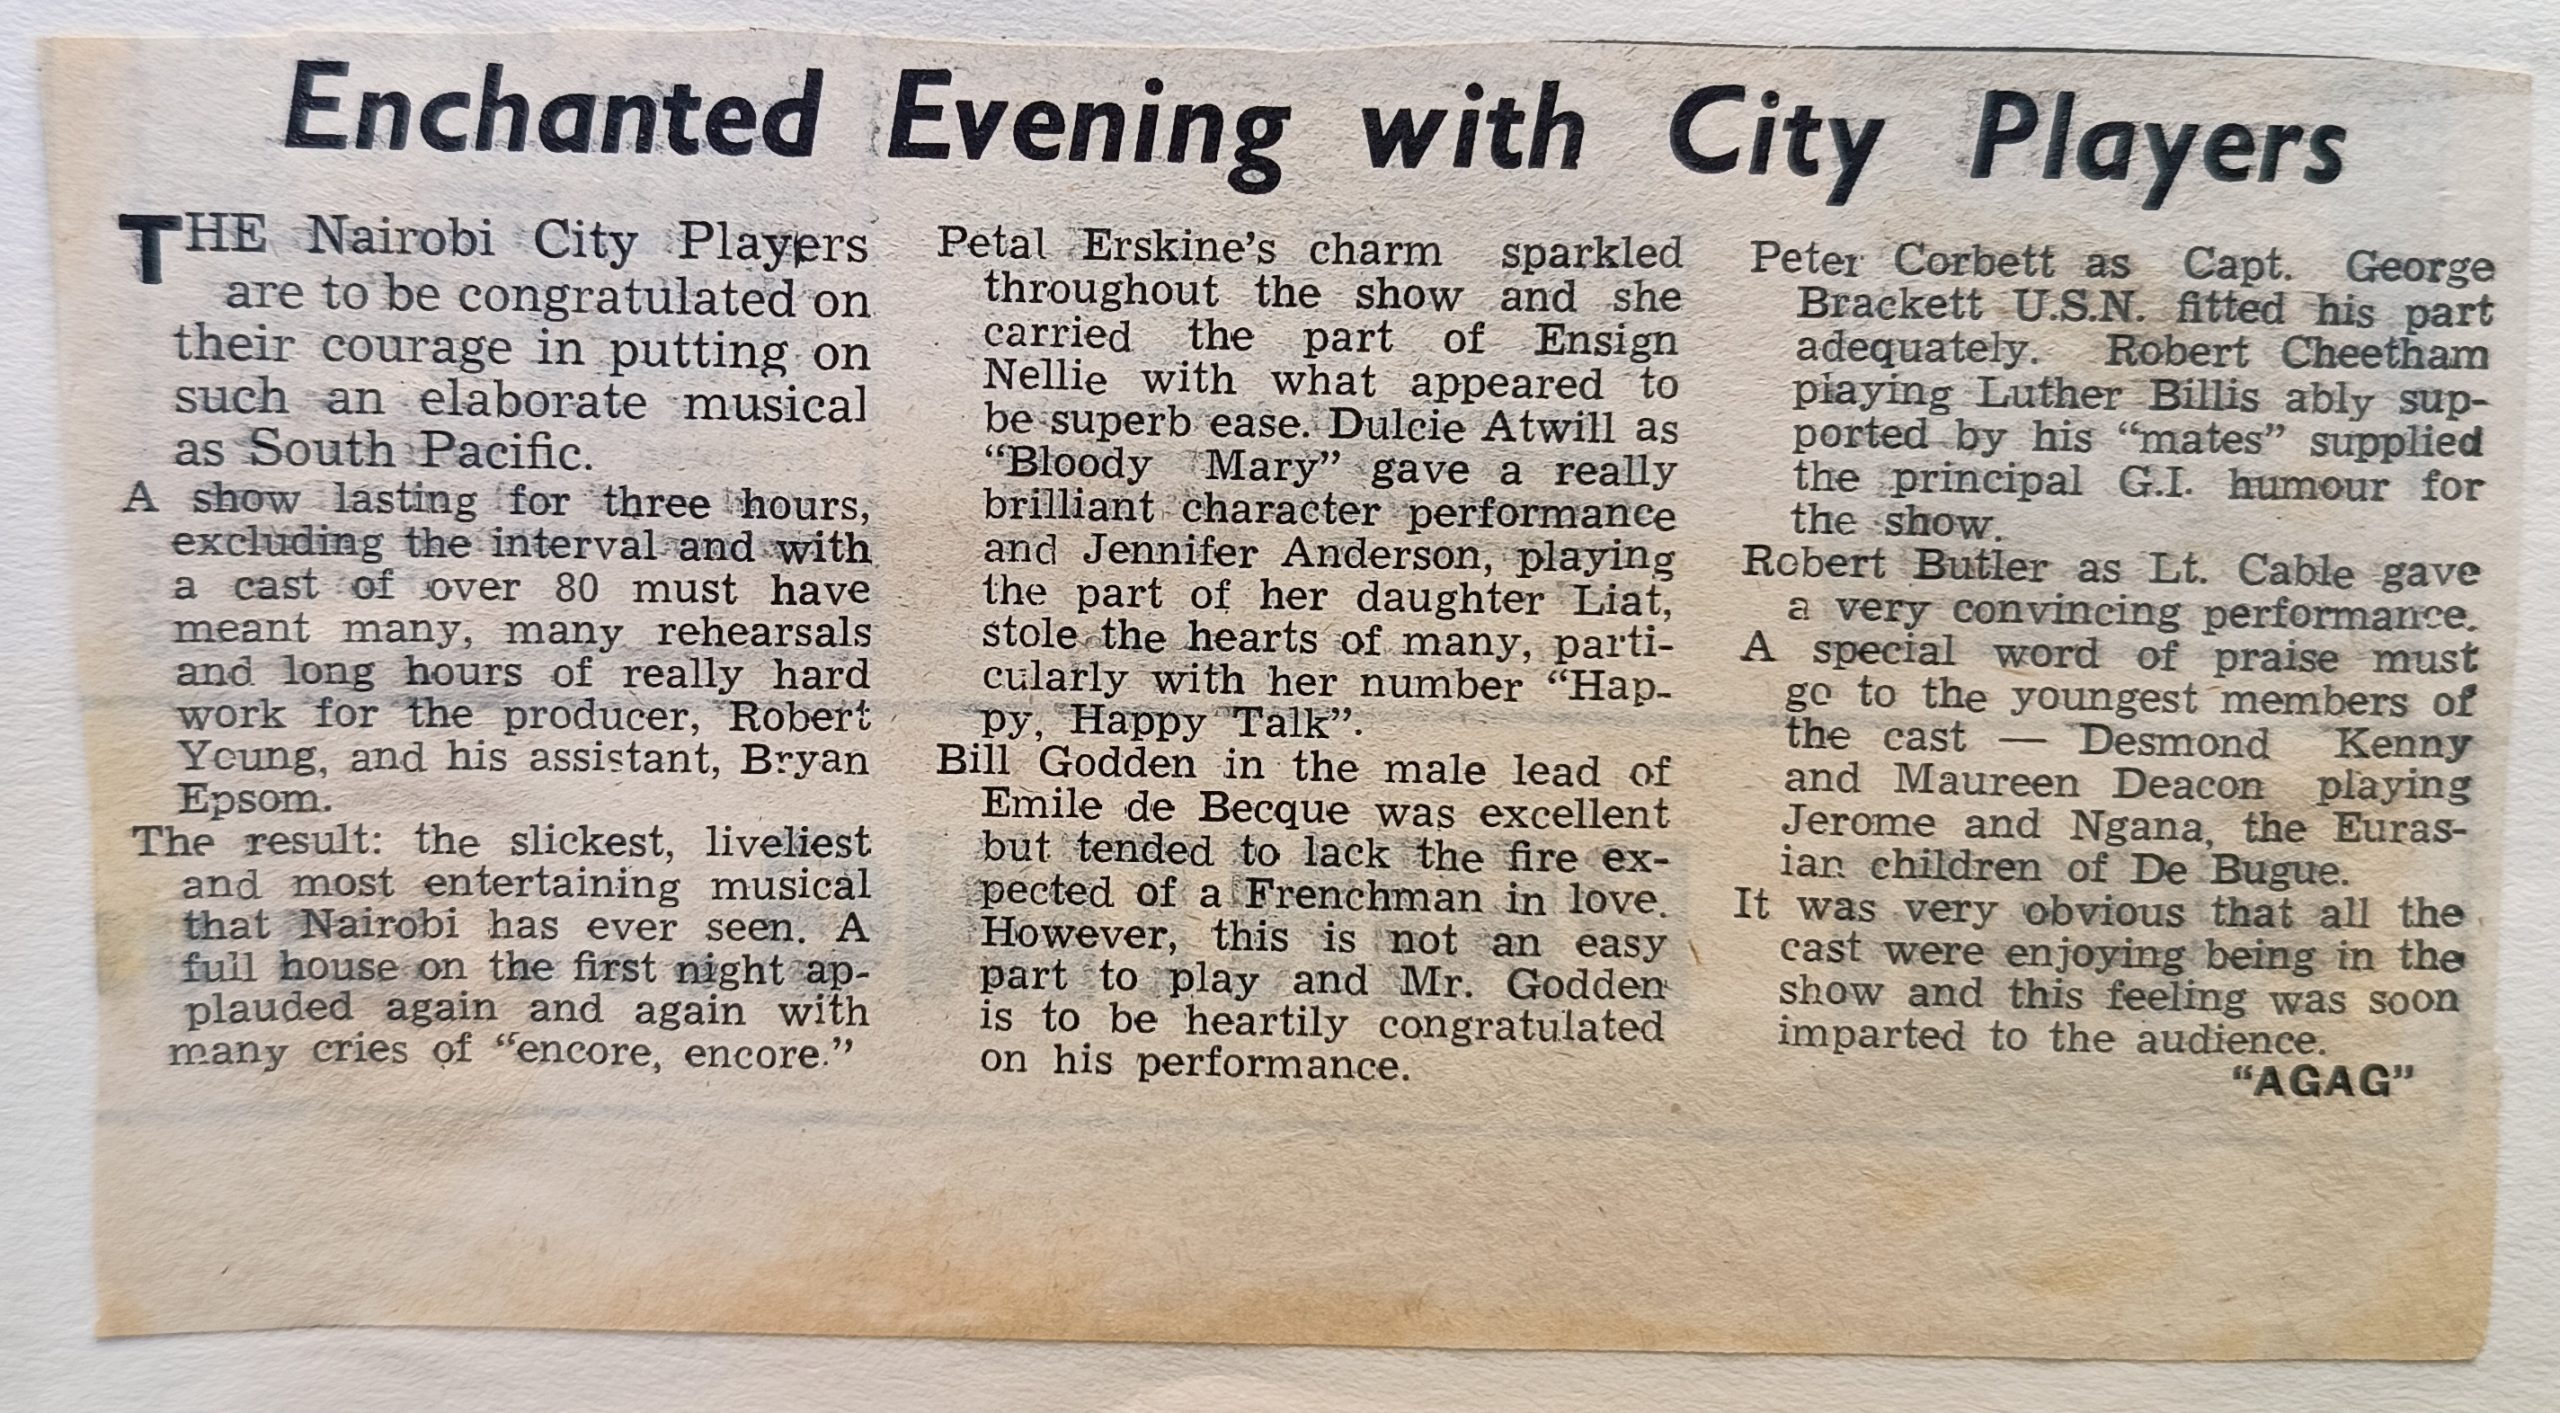 Enchanted Evening with City Players
THE Nairobi City Players
are to be congratulated on
their courage in putting on
such an elaborate musical
as South Pacific.
A show lasting for three hours,
excluding the interval and with
a cast of over 80 must have
meant many, many rehearsals
and long hours of really hard
work for the producer, Robert
Young, and his assistant, Bryan
Epsom.
The result: the slickest, liveliest
and most entertaining musical
that Nairobi has ever seen. A
full house on the first night ap-
plauded again and again with
many cries of “encore, encore.”
Petal Erskine’s charm sparkled
throughout the show and she
carried the part of Ensign
Nellie with what appeared to
be superb ease. Dulcie Atwill as
“Bloody Mary” gave a really
brilliant character performance
and Jennifer Anderson, playing
the part of her daughter Liat,
stole the hearts of many, parti-
cularly with her number “Hap-
py, Happy Talk”.
Bill Godden in the male lead of
Emile de Becque was excellent
but tended to lack the fire ex-
pected of a Frenchman in love.
However, this is not an easy
part to play and Mr. Godden
is to be heartily congratulated
on his performance.
Peter Corbett as Capt. George
Brackett U.S.N. fitted his part
adequately. Robert Cheetham
playing Luther Billis ably sup-
ported by his “mates” supplied
the principal G.I. humour for
the show.
Robert Butler as Lt. Cable gave
a very convincing performance.
A special word of praise must
go to the youngest members of
the cast — Desmond Kenny
and Maureen Deacon playing
Jerome and Ngana, the Euras-
ian children of De Bugue.
It was very obvious that all the
cast were enjoying being in the
show and this feeling was soon
imparted to the audience.
“AGAG”